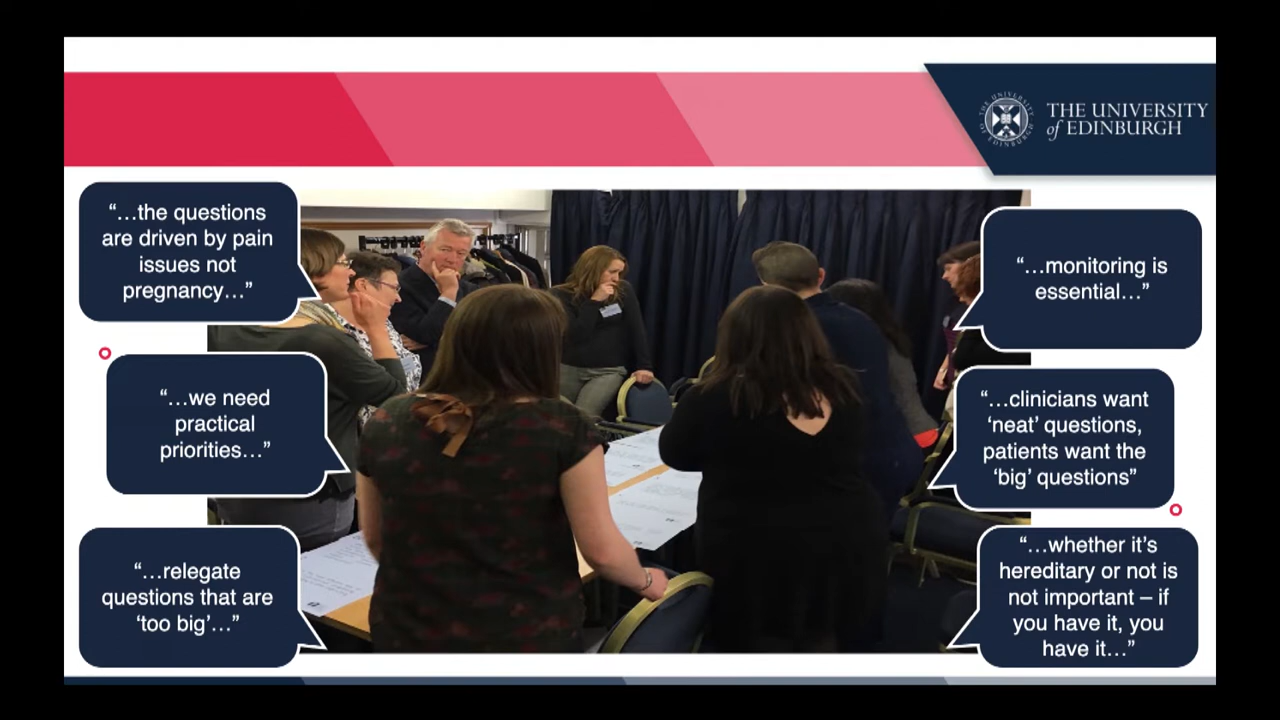 THE UNIVERSITY
of EDINBURGH
“…the questions
are driven by pain
issues not
pregnancy…”
“…we need
practical
priorities…”
“…relegate
questions that are
‘too big’…”
“…monitoring is
essential…”
“…clinicians want
‘neat’ questions,
patients want the
‘big’ questions”
“…whether it’s
hereditary or not is
not important – if
you have it, you
have it…”